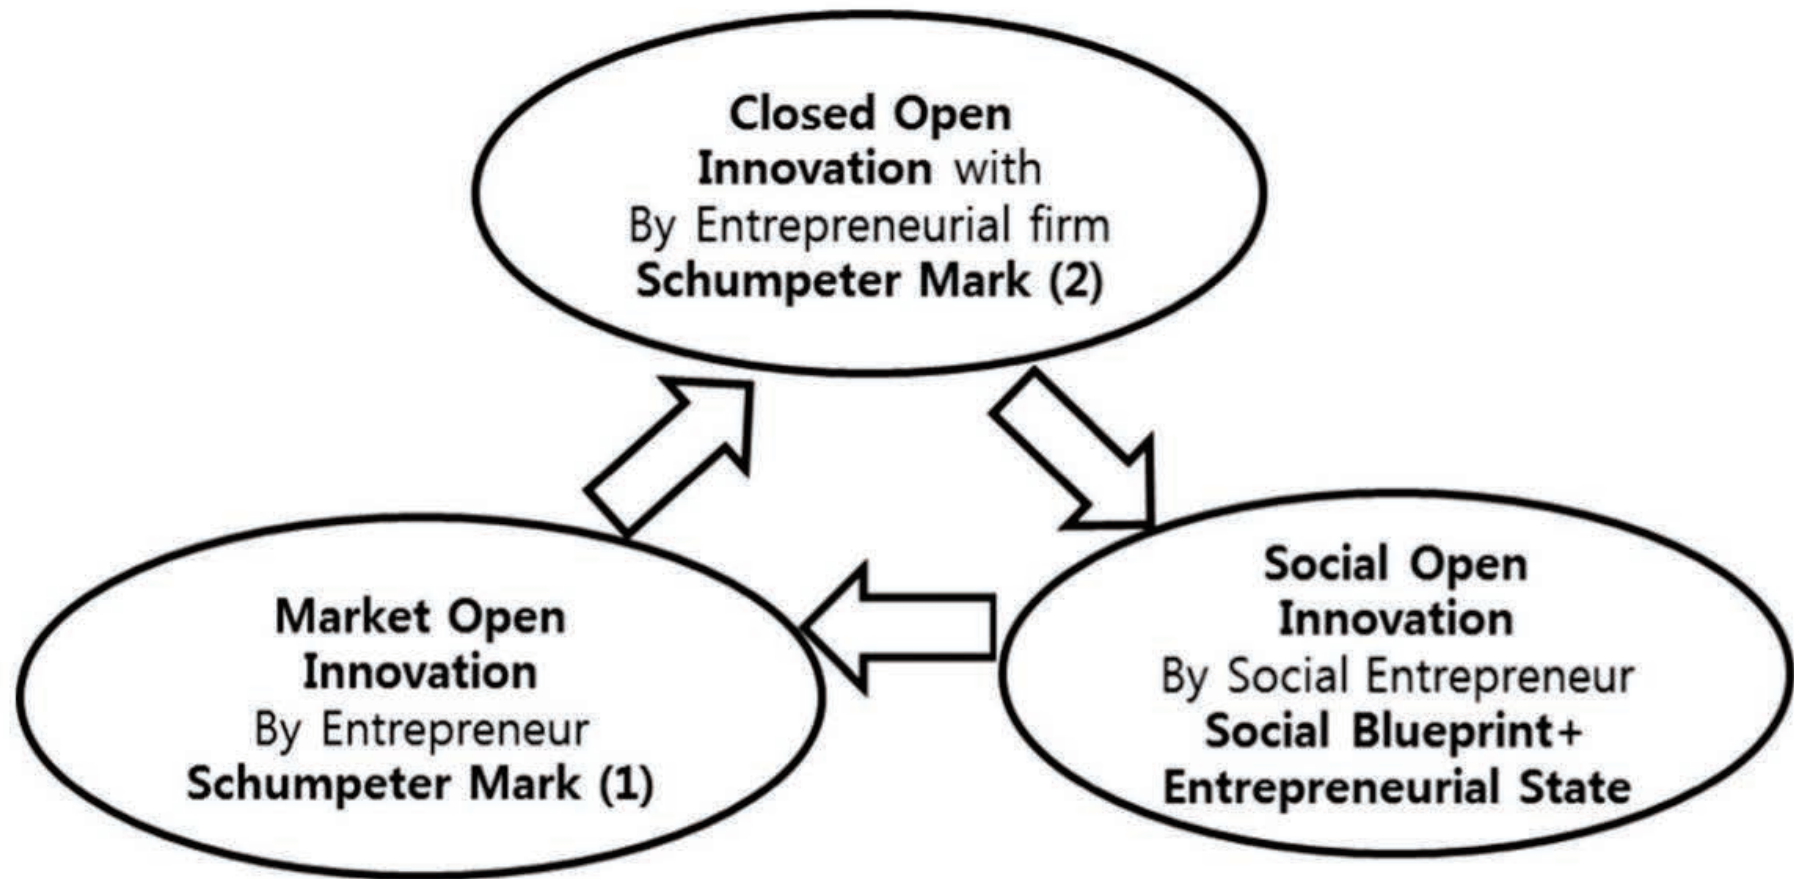 Closed Open
Innovation with
By Entrepreneurial firm
Schumpeter Mark (2)
Market Open
Innovation
By Entrepreneur
Schumpeter Mark (1)
Social Open
Innovation
By Social Entrepreneur
Social Blueprint+
Entrepreneurial State